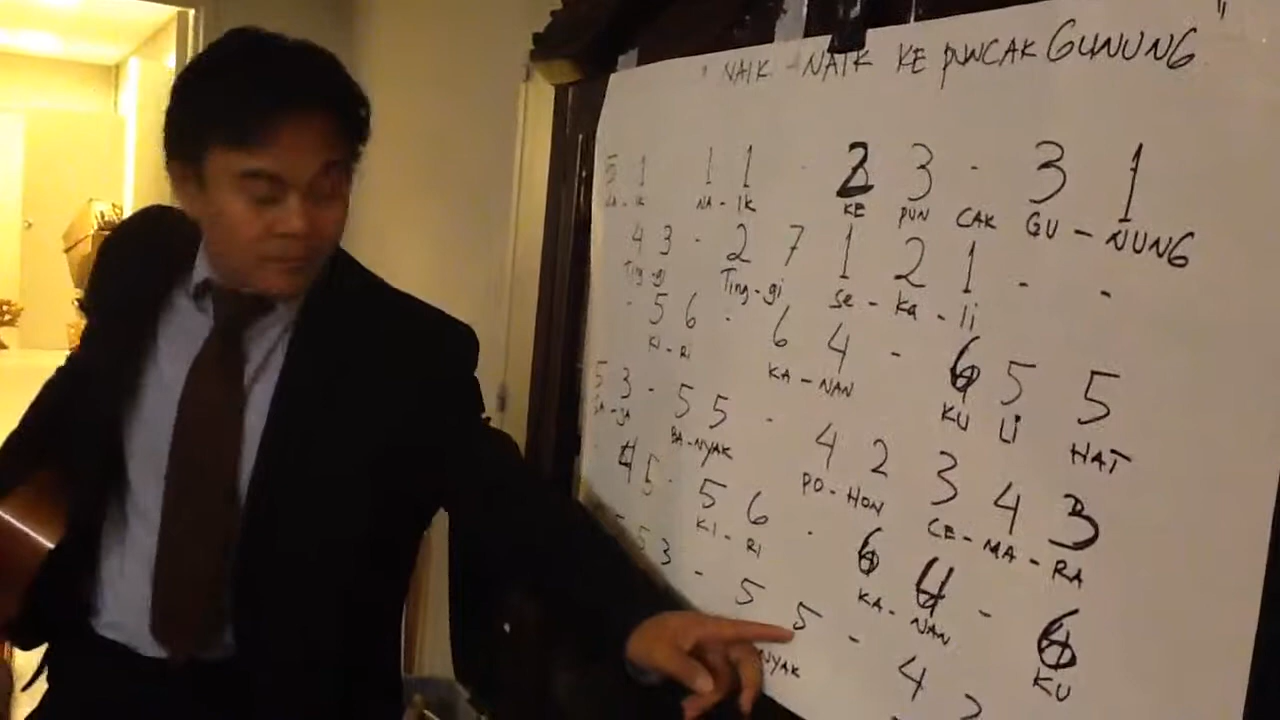 " NAIK - NAIK KE PUNCAK GUNUNG "
5 1 1 1 . 2 3 . 3 1
NA - IK KE PUN CAK GU - NUNG
4 3 - 2 7 1 2 1 - -
Ting-gi Ting-gi Se - Ka - li
- 5 6 - 6 4 - 6 5 5
KI - RI KA - NAN KU LI HAT
5 3 - 5 5 - 4 2 3 4 3
SA - JA BA - NYAK PO - HON CE - MA - RA
4 5 . 5 6 . 6 4 - 6
KI - RI KA - NAN KU
5 3 - 5 5 - 4
NYAK